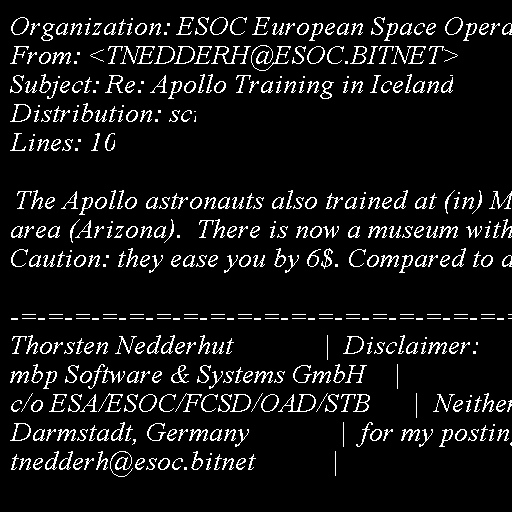 Organization: ESOC European Space Opera
From: <TNEDDERH@ESOC.BITNET>
Subject: Re: Apollo Training in Iceland
Distribution: sci
Lines: 10
The Apollo astronauts also trained at (in) M
area (Arizona).  There is now a museum with
Caution: they ease you by 6$. Compared to a
-=-=-=-=-=-=-=-=-=-=-=-=-=-=-=-=-=-=-=
Thorsten Nedderhut | Disclaimer:
mbp Software & Systems GmbH |
c/o ESA/ESOC/FCSD/OAD/STB | Neither
Darmstadt, Germany | for my posting
tnedderh@esoc.bitnet |